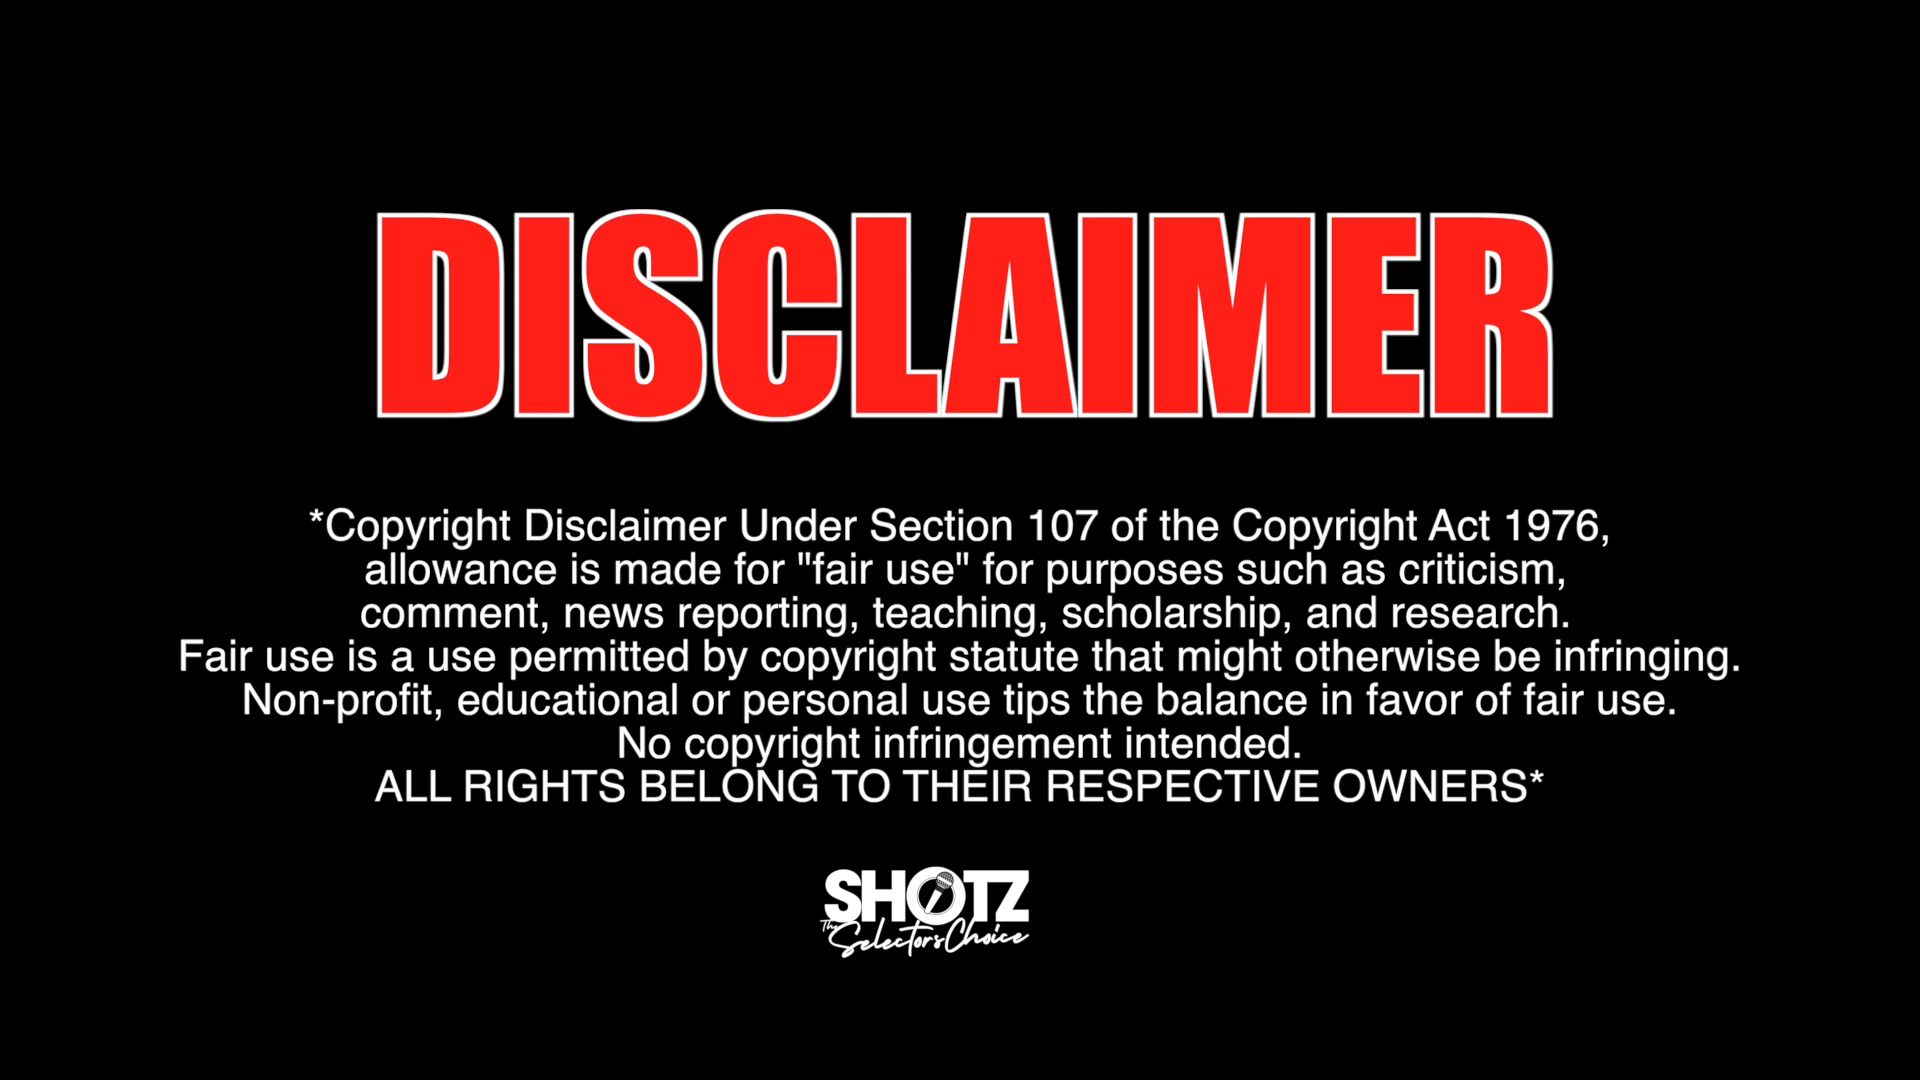 DISCLAIMER
*Copyright Disclaimer Under Section 107 of the Copyright Act 1976,
allowance is made for "fair use" for purposes such as criticism,
comment, news reporting, teaching, scholarship, and research.
Fair use is a use permitted by copyright statute that might otherwise be infringing.
Non-profit, educational or personal use tips the balance in favor of fair use.
No copyright infringement intended.
ALL RIGHTS BELONG TO THEIR RESPECTIVE OWNERS*
SHOTZ
The Selectors Choice